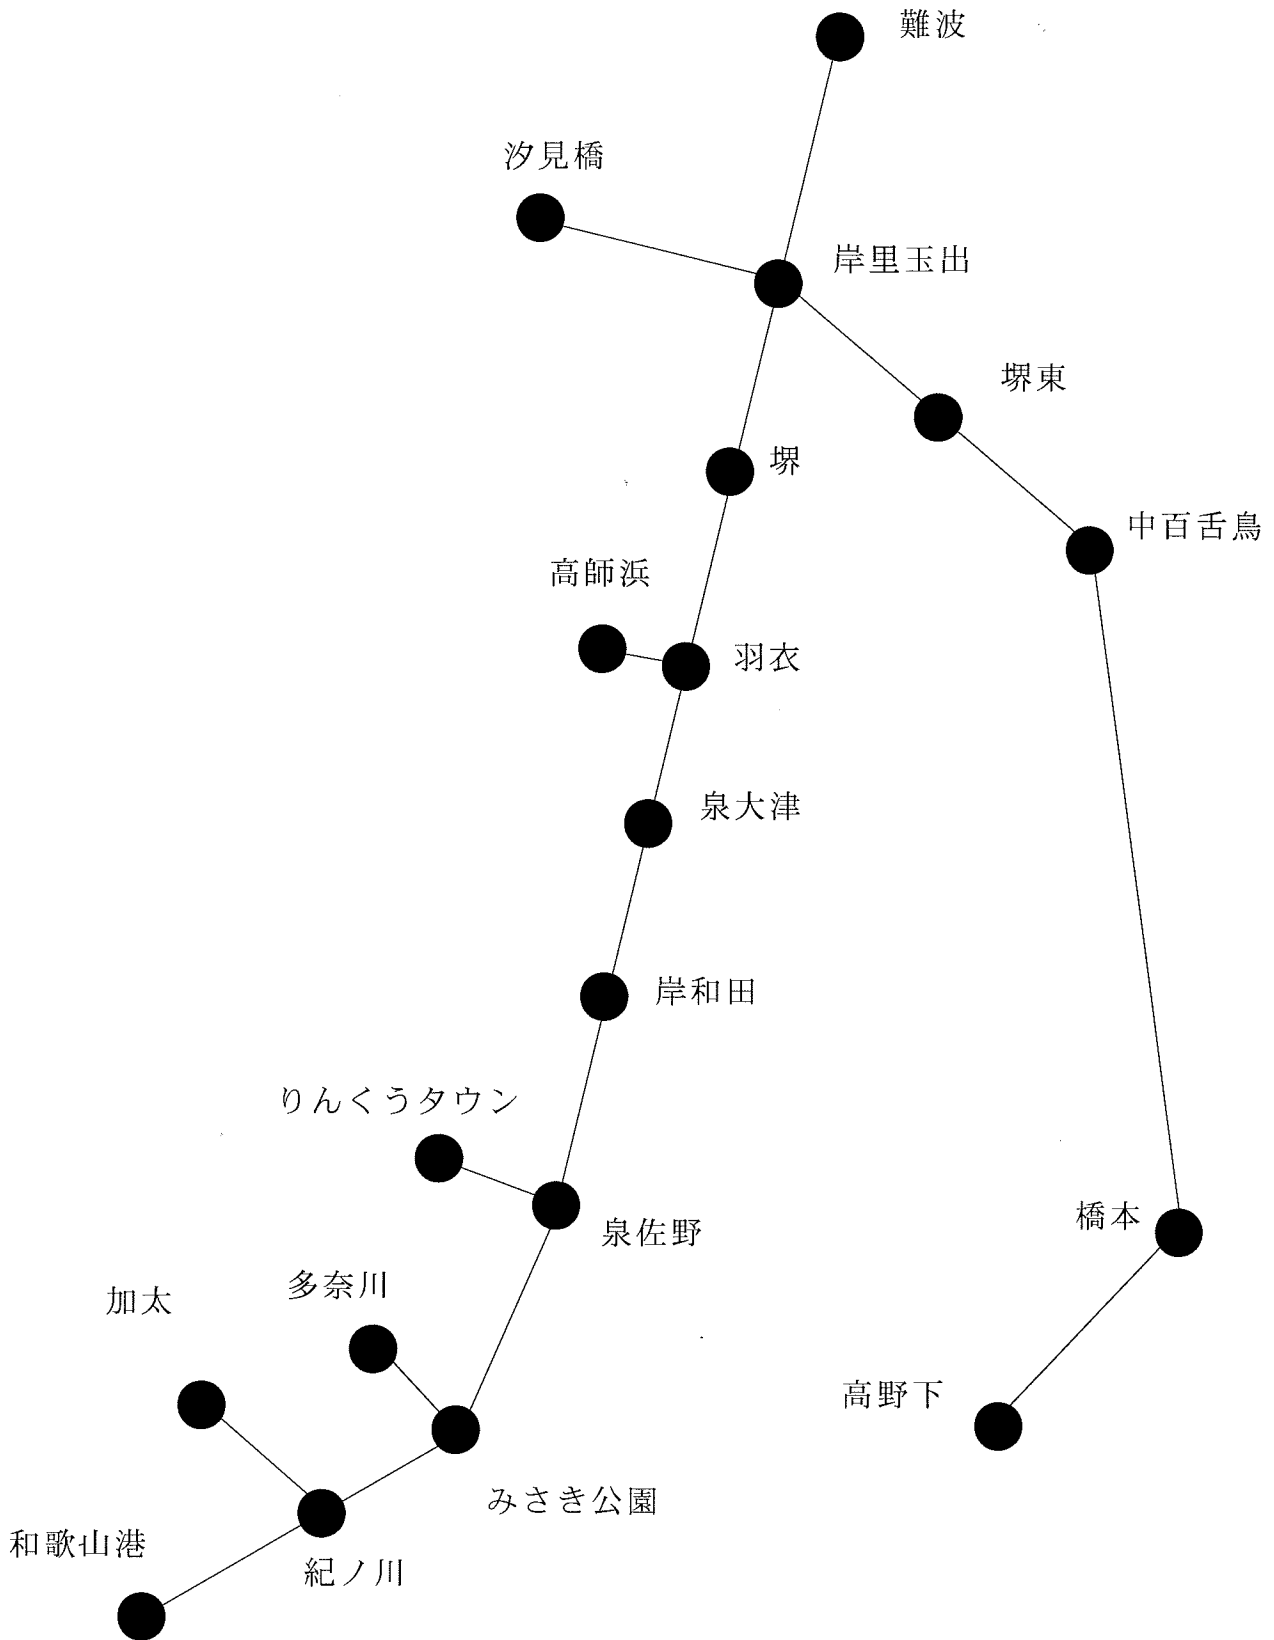 難波
汐見橋
岸里玉出
堺東
堺
中百舌鳥
高師浜
羽衣
泉大津
岸和田
りんくうタウン
泉佐野
橋本
多奈川
加太
高野下
みさき公園
和歌山港
紀ノ川